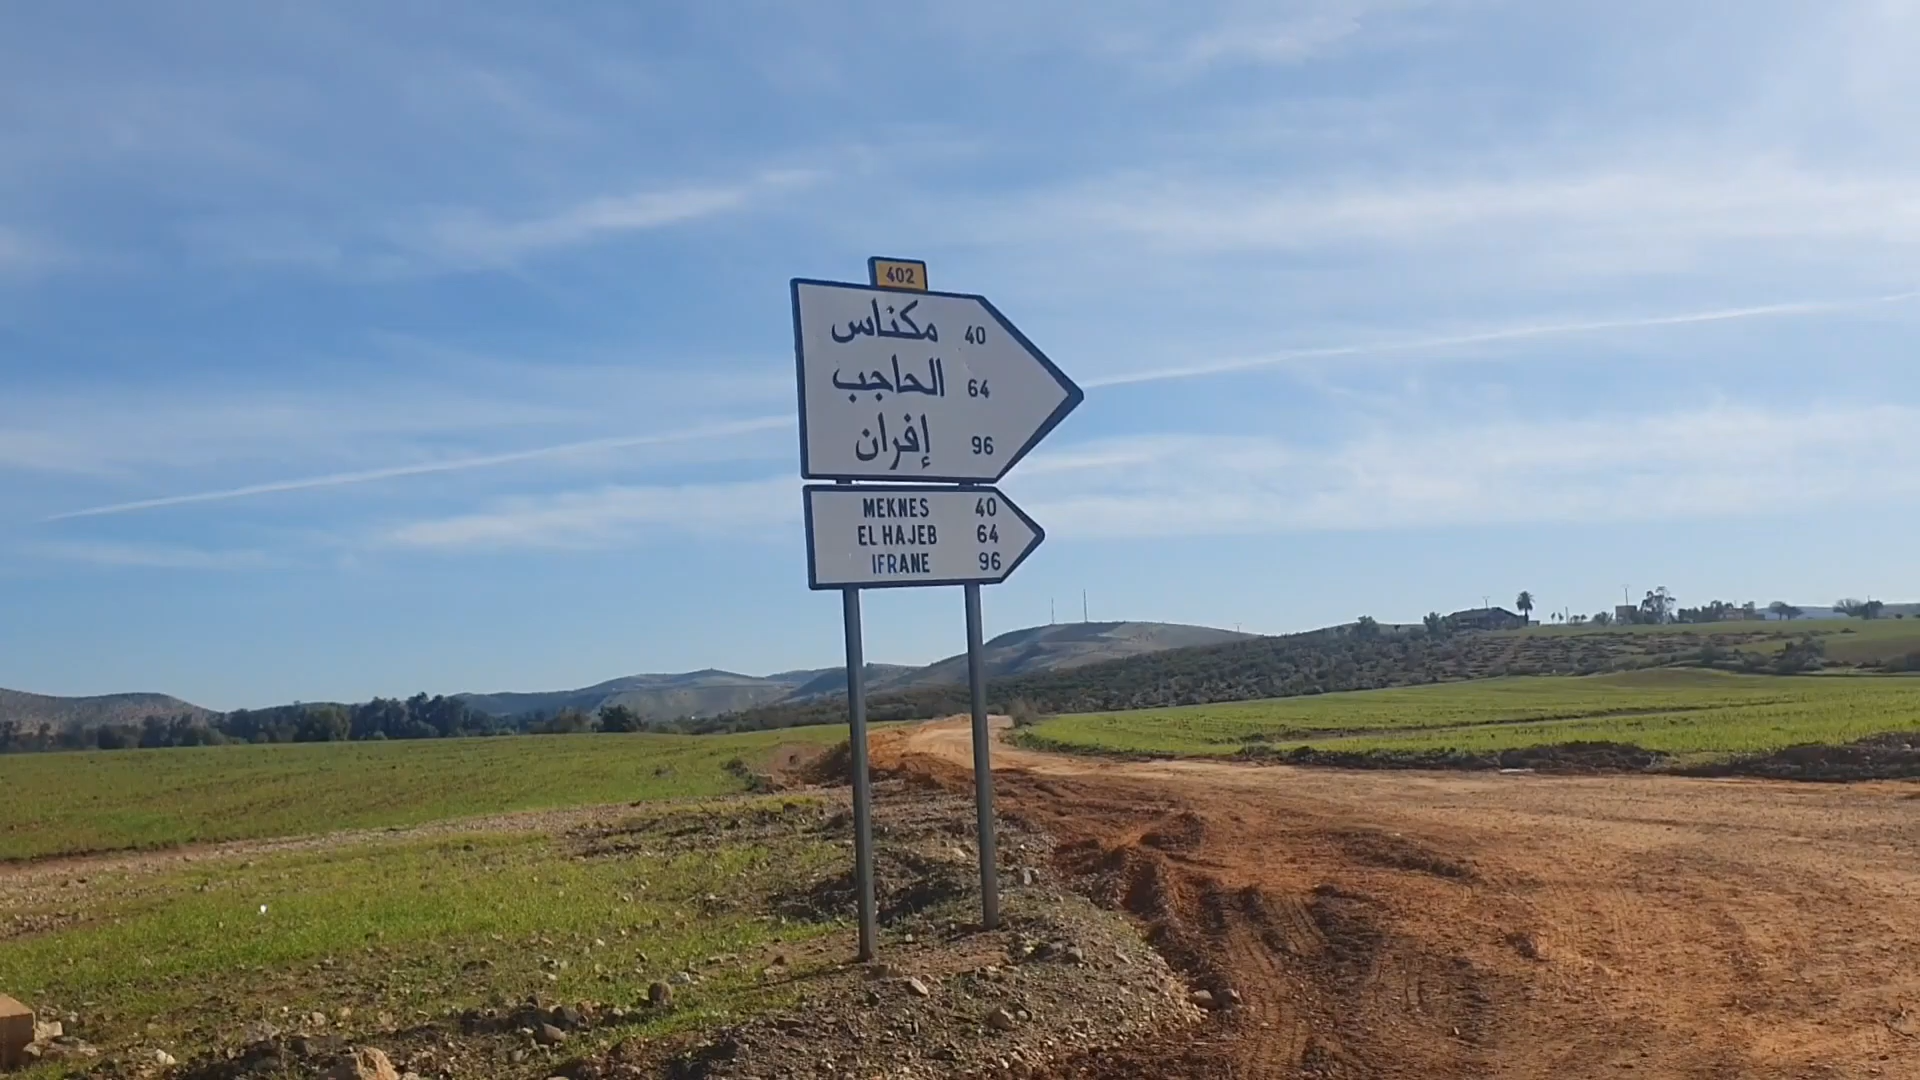 402
مكناس 40
الحاجب 64
إفران 96
MEKNES 40
EL HAJEB 64
IFRANE 96